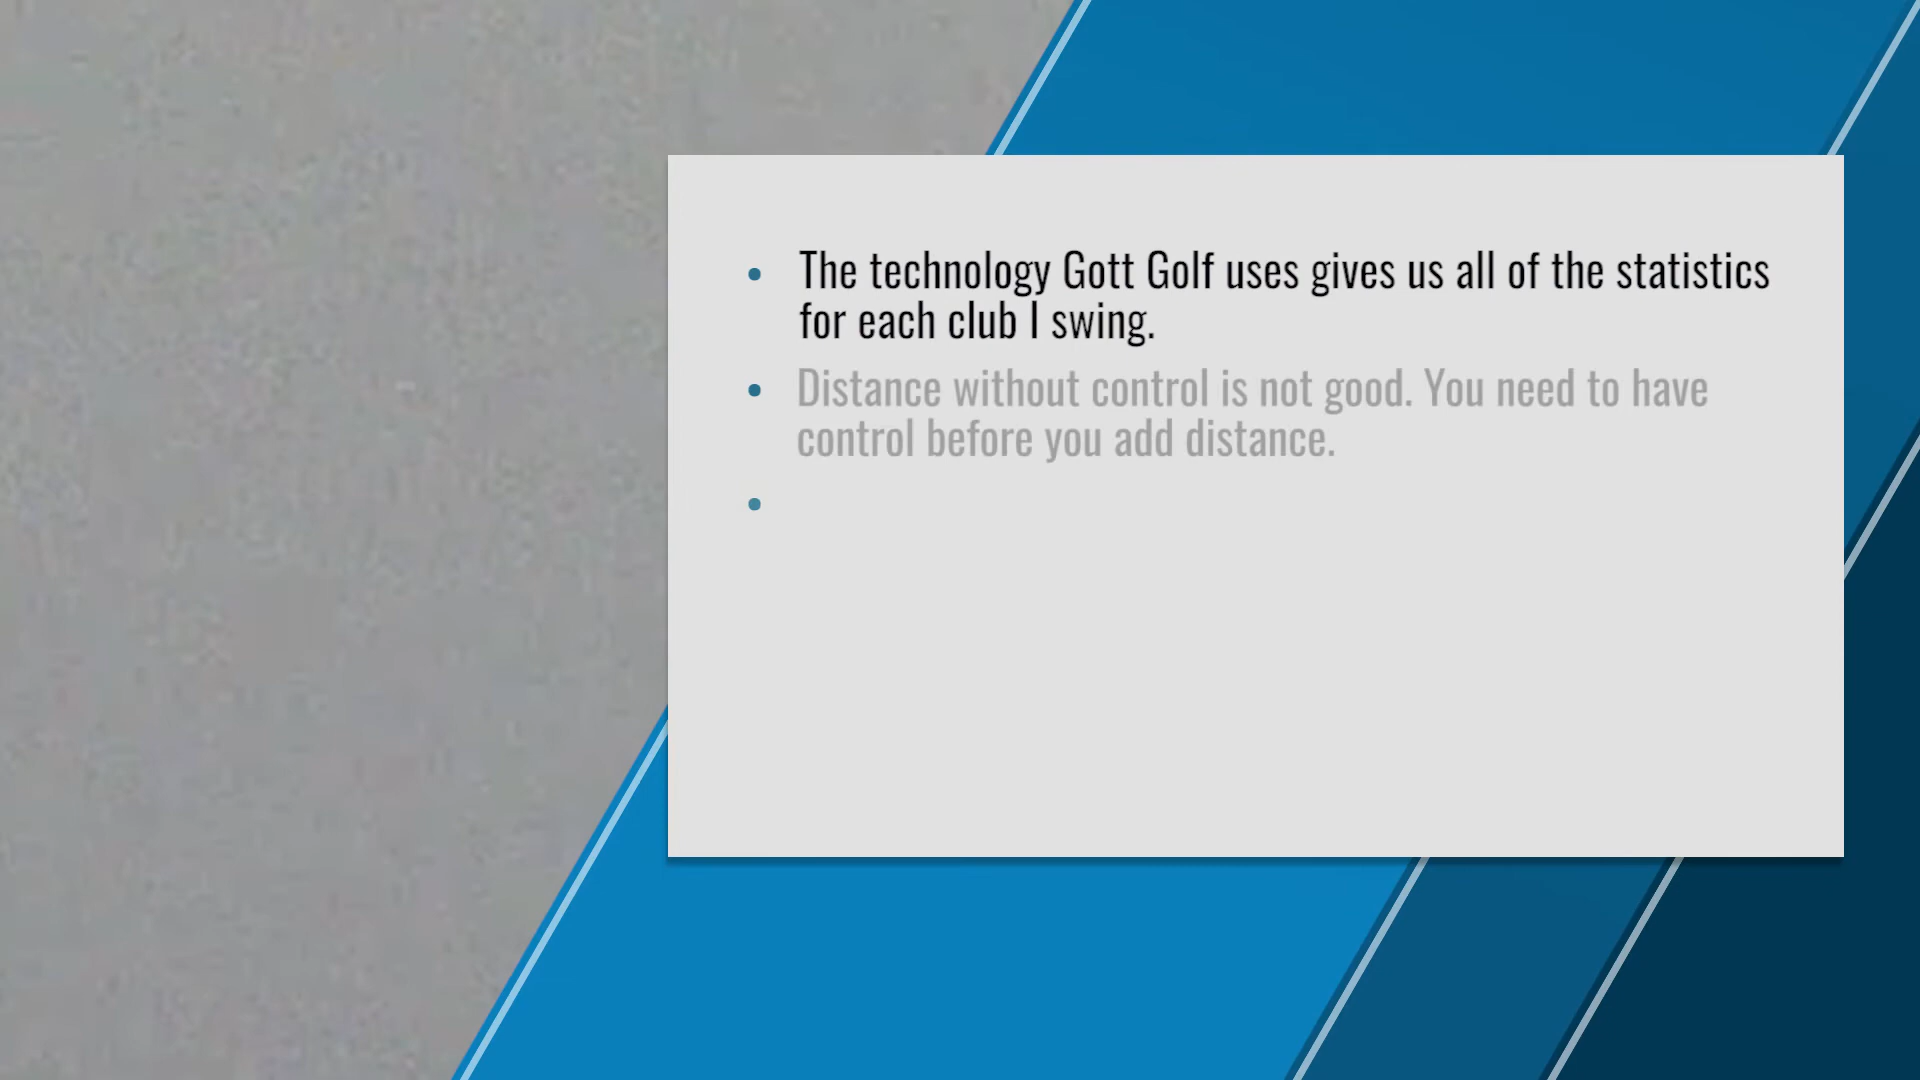 • The technology Gott Golf uses gives us all of the statistics
for each club I swing.
• Distance without control is not good. You need to have
control before you add distance.
•